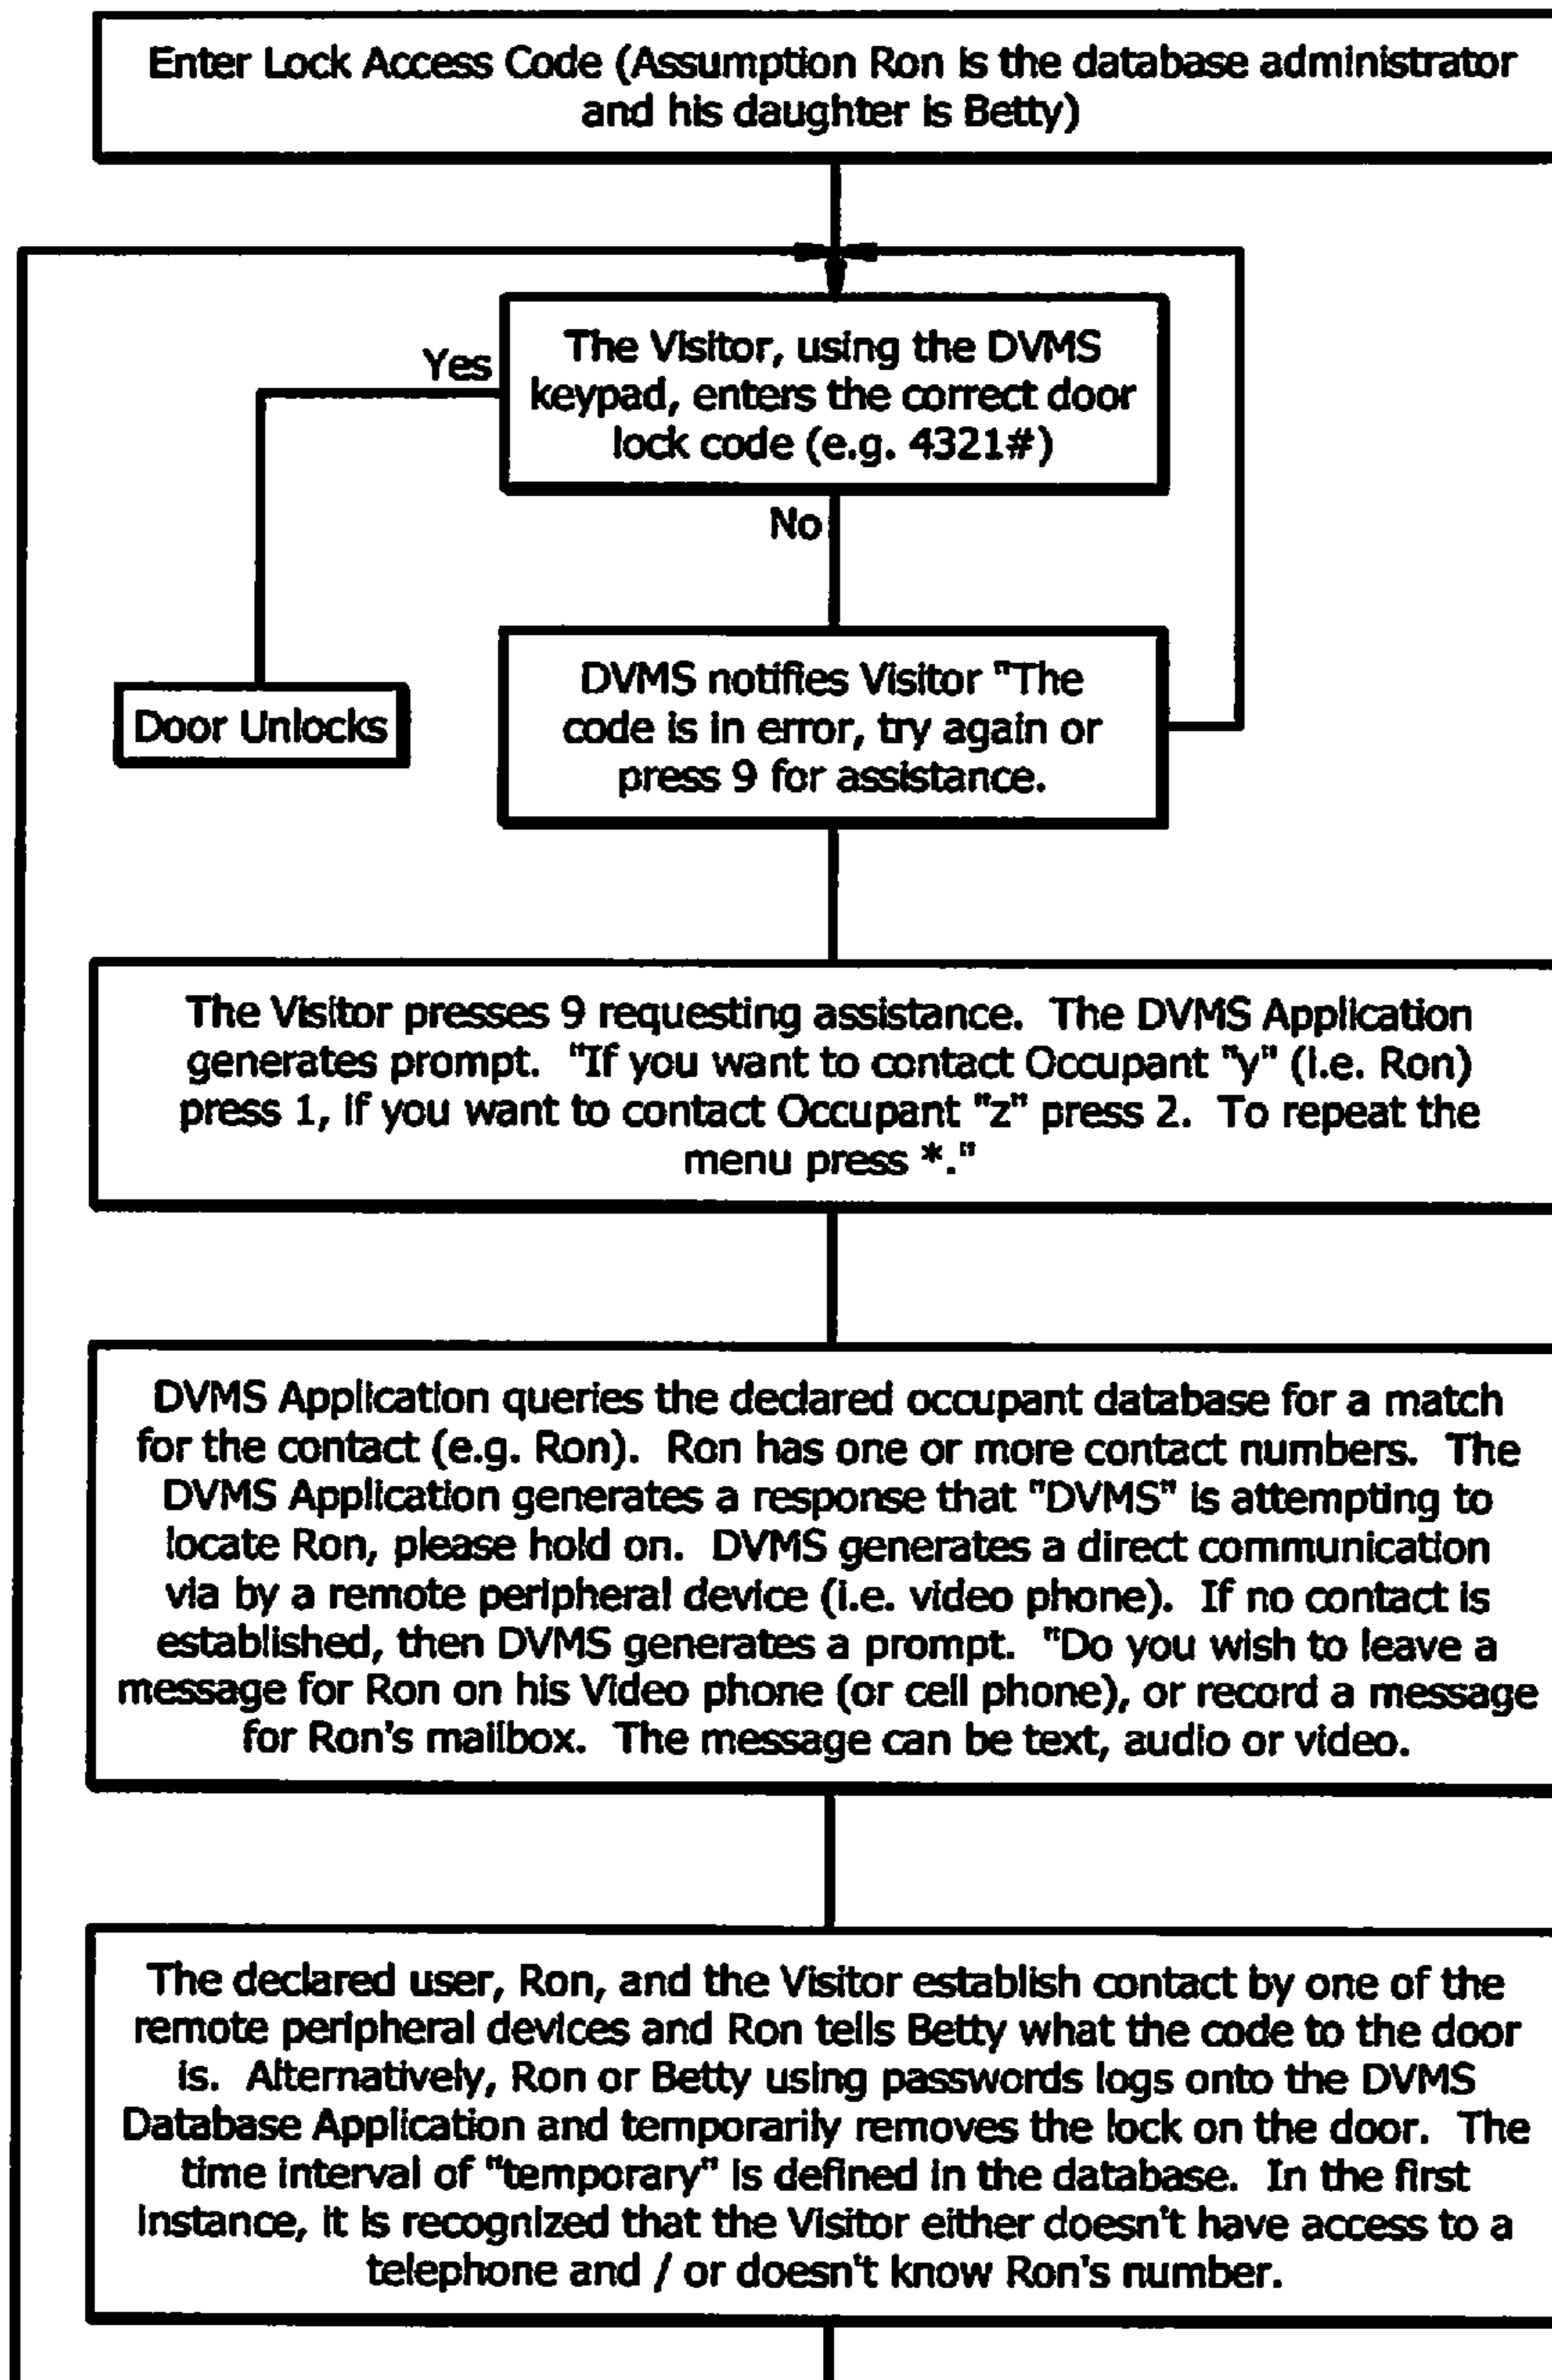 Enter Lock Access Code (Assumption Ron is the database administrator
and his daughter is Betty)
The Visitor, using the DVMS
keypad, enters the correct door
lock code (e.g. 4321#)
Yes
No
DVMS notifies Visitor "The
code is in error, try again or
press 9 for assistance.
Door Unlocks
The Visitor presses 9 requesting assistance. The DVMS Application
generates prompt. "If you want to contact Occupant "y" (i.e. Ron)
press 1, if you want to contact Occupant "z" press 2. To repeat the
menu press *."
DVMS Application queries the declared occupant database for a match
for the contact (e.g. Ron). Ron has one or more contact numbers. The
DVMS Application generates a response that "DVMS" is attempting to
locate Ron, please hold on. DVMS generates a direct communication
via by a remote peripheral device (i.e. video phone). If no contact is
established, then DVMS generates a prompt. "Do you wish to leave a
message for Ron on his Video phone (or cell phone), or record a message
for Ron's mailbox. The message can be text, audio or video.
The declared user, Ron, and the Visitor establish contact by one of the
remote peripheral devices and Ron tells Betty what the code to the door
is. Alternatively, Ron or Betty using passwords logs onto the DVMS
Database Application and temporarily removes the lock on the door. The
time interval of "temporary" is defined in the database. In the first
instance, it is recognized that the Visitor either doesn't have access to a
telephone and / or doesn't know Ron's number.